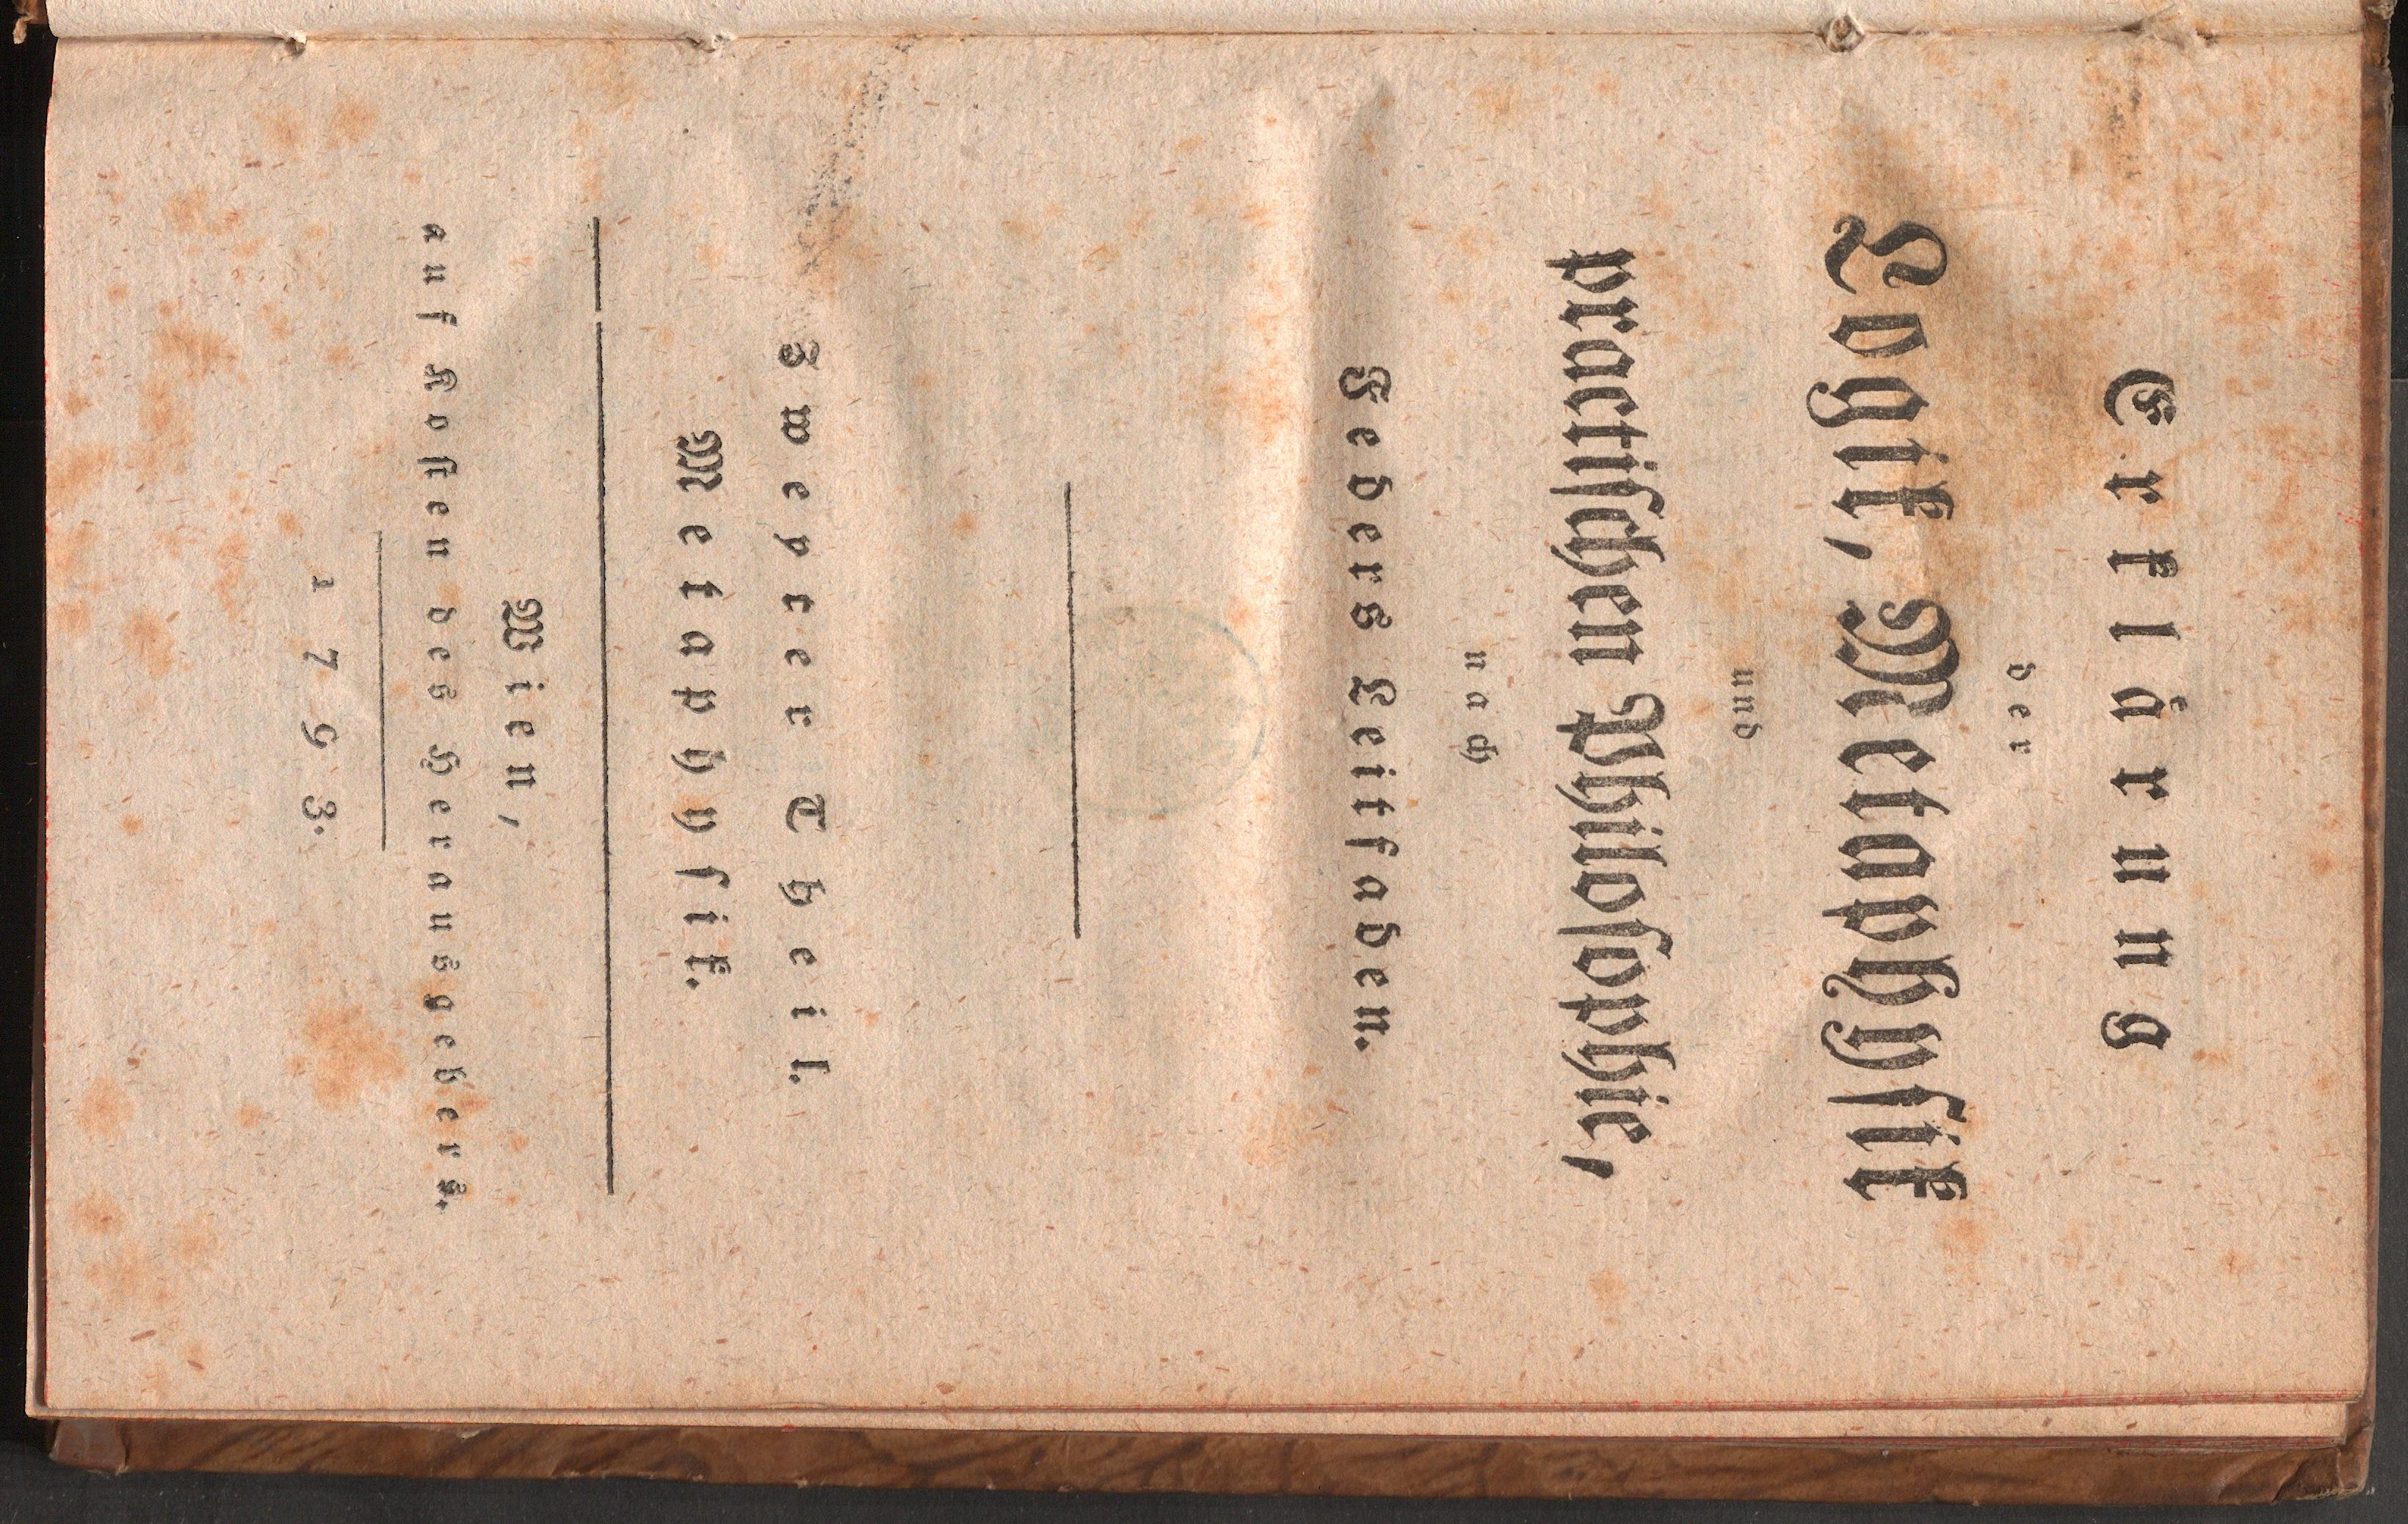 Erklärung
der
Logik, Metaphysik
und
practischen Philosophie,
nach
Feders Leitfaden.
Zweyter Theil.
Metaphysik.
Wien,
auf Kosten des Herausgebers.
1793.